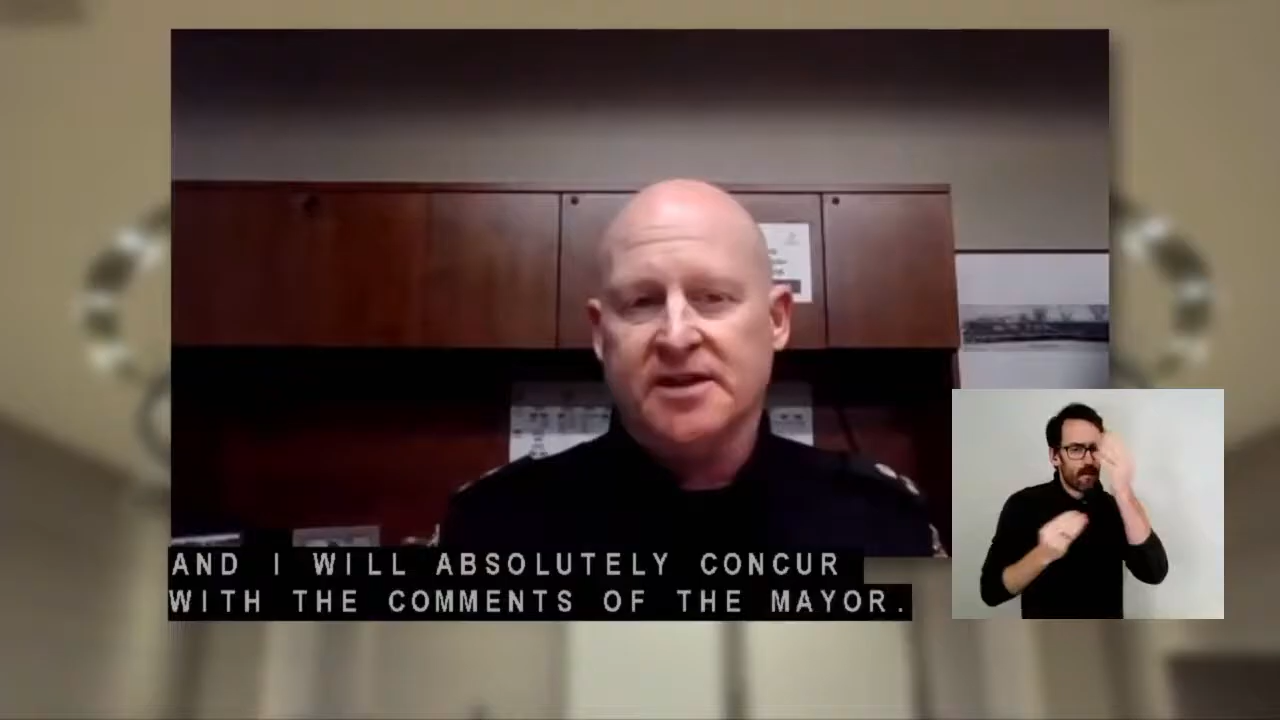 AND I WILL ABSOLUTELY CONCUR
WITH THE COMMENTS OF THE MAYOR.